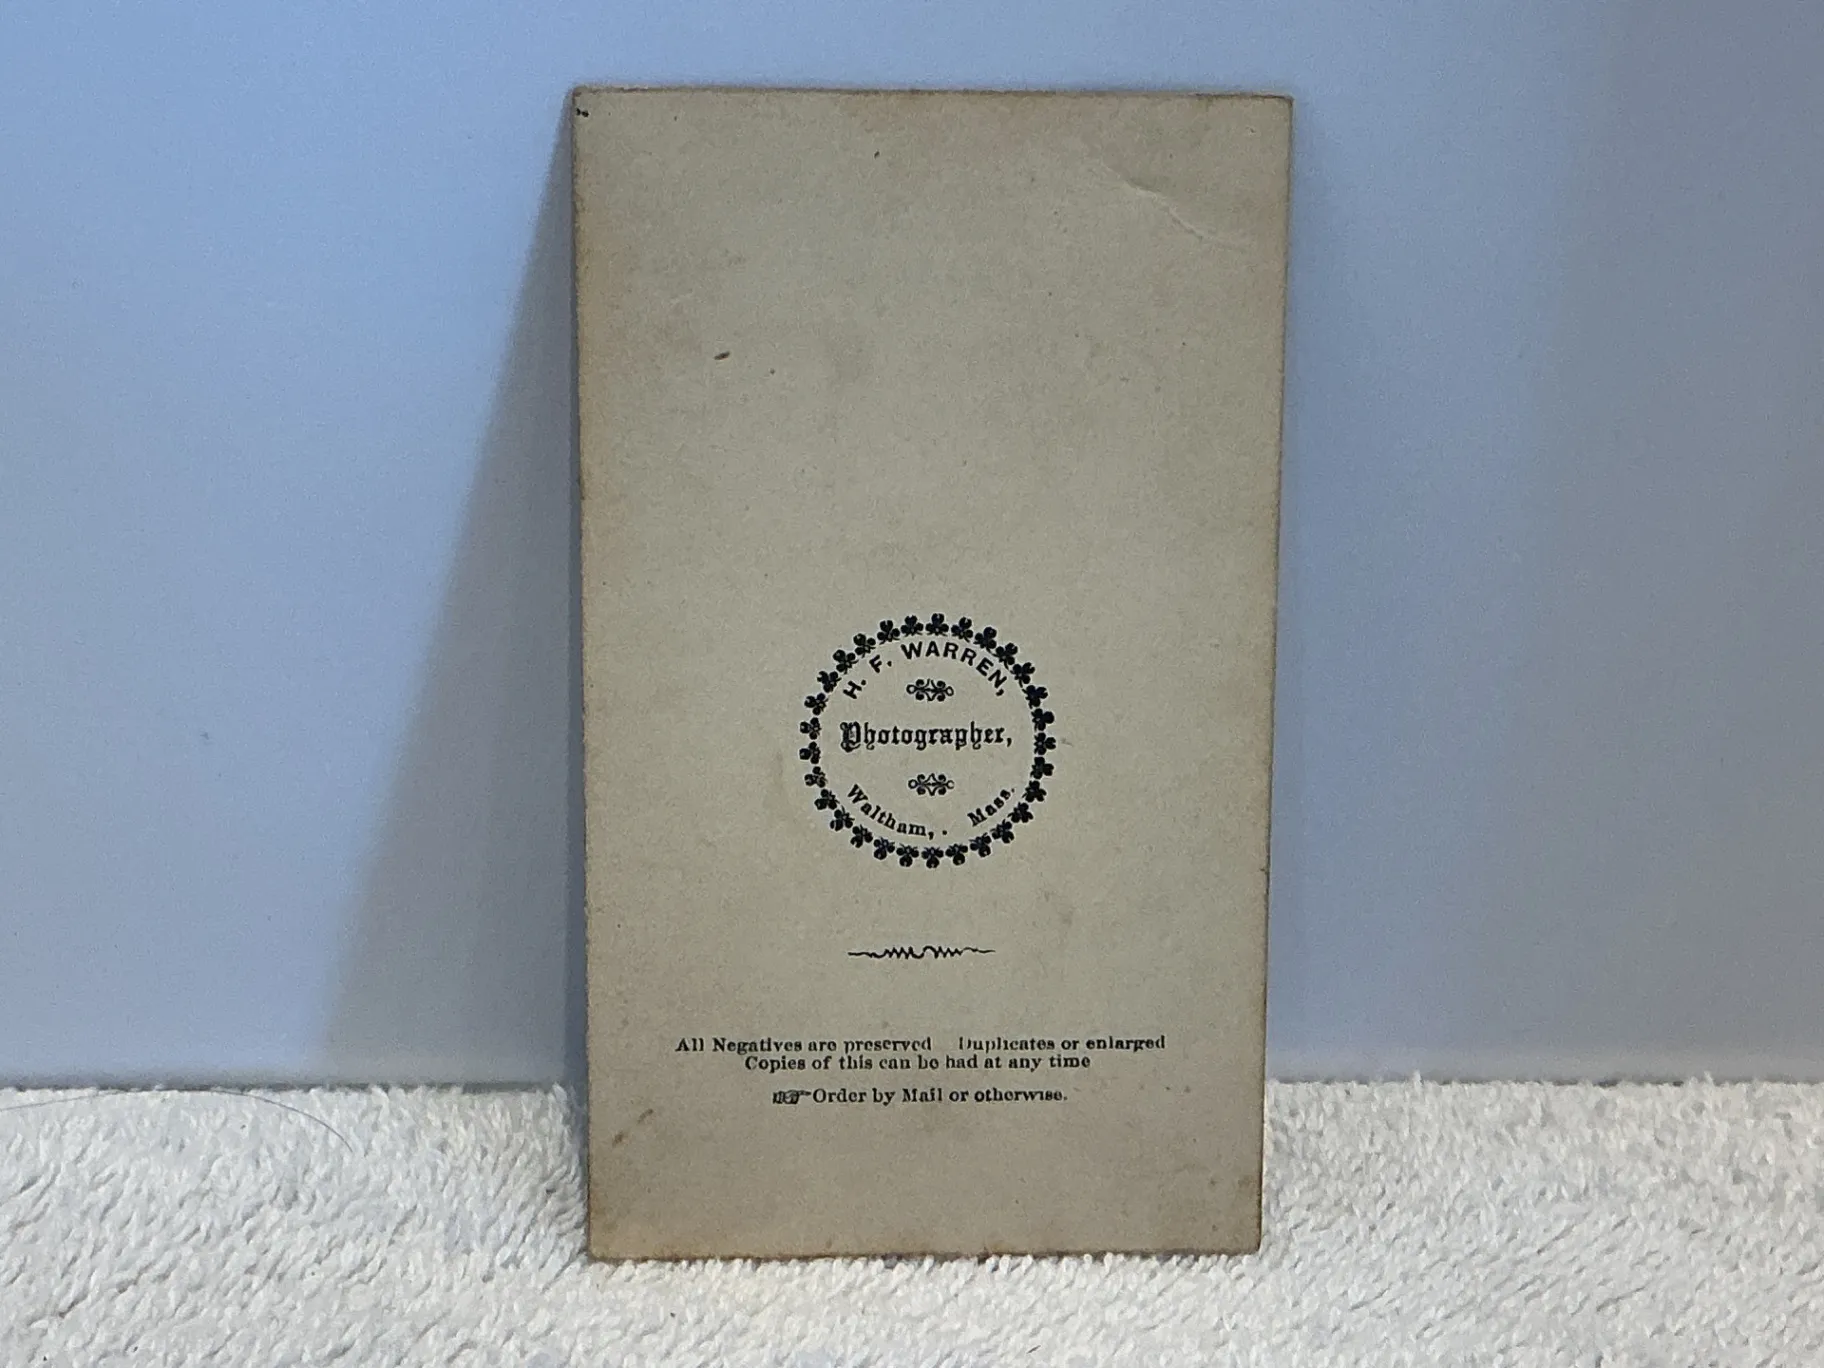 H. F. WARREN,
Photographer,
Waltham, . Mass.
All Negatives are preserved Duplicates or enlarged
Copies of this can be had at any time
☞Order by Mail or otherwise.